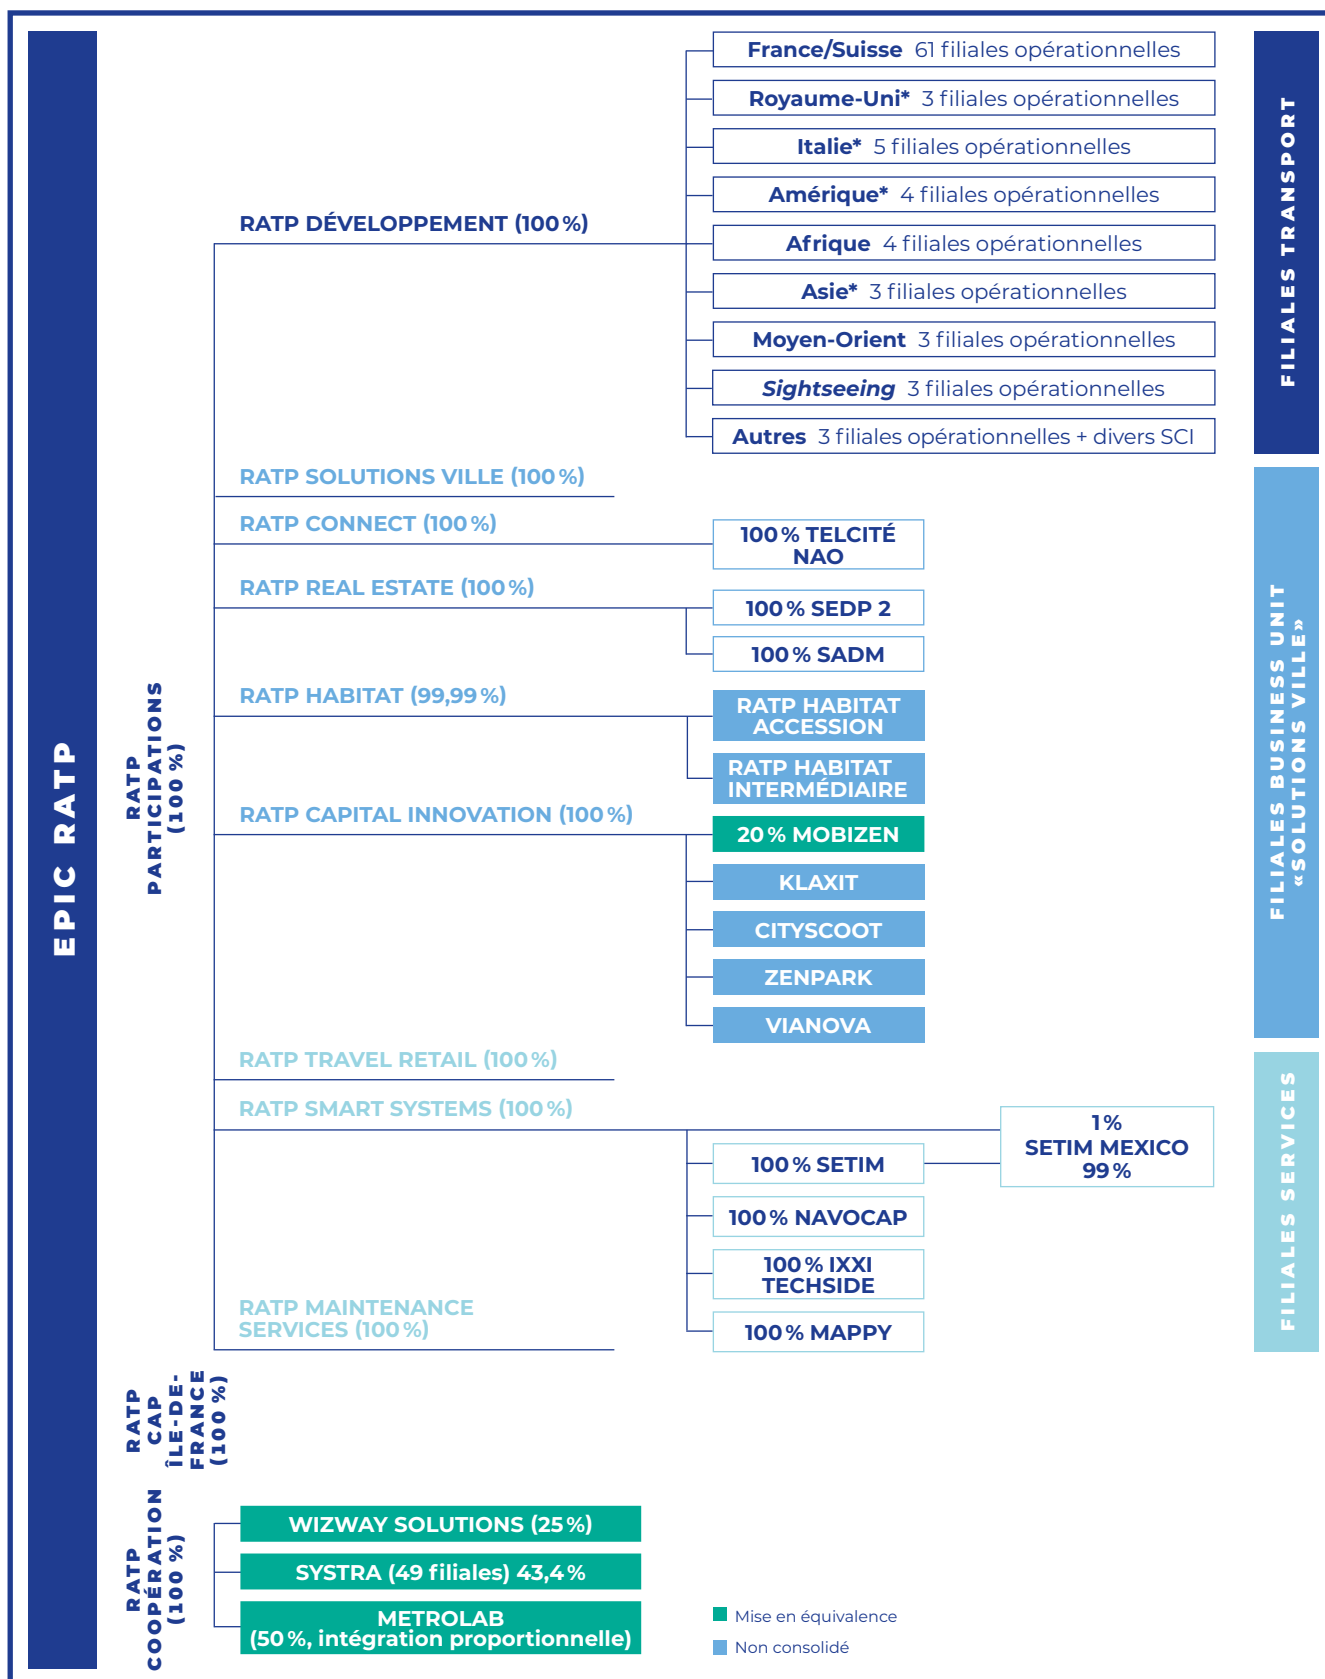 EPIC RATP
RATP
PARTICIPATIONS
(100 %)
RATP DÉVELOPPEMENT (100 %)
France/Suisse 61 filiales opérationnelles
Royaume-Uni* 3 filiales opérationnelles
Italie* 5 filiales opérationnelles
Amérique* 4 filiales opérationnelles
Afrique 4 filiales opérationnelles
Asie* 3 filiales opérationnelles
Moyen-Orient 3 filiales opérationnelles
Sightseeing 3 filiales opérationnelles
Autres 3 filiales opérationnelles + divers SCI
FILIALES TRANSPORT
RATP SOLUTIONS VILLE (100 %)
RATP CONNECT (100 %)
100 % TELCITÉ
NAO
RATP REAL ESTATE (100 %)
100 % SEDP 2
100 % SADM
RATP HABITAT (99,99 %)
RATP HABITAT
ACCESSION
RATP HABITAT
INTERMÉDIAIRE
RATP CAPITAL INNOVATION (100 %)
20 % MOBIZEN
KLAXIT
CITYSCOOT
ZENPARK
VIANOVA
FILIALES BUSINESS UNIT
«SOLUTIONS VILLE»
RATP TRAVEL RETAIL (100 %)
RATP SMART SYSTEMS (100 %)
1 %
SETIM MEXICO
99 %
100 % SETIM
100 % NAVOCAP
100 % IXXI
TECHSIDE
100 % MAPPY
RATP MAINTENANCE
SERVICES (100 %)
FILIALES SERVICES
RATP
CAP
ÎLE-DE-
FRANCE
(100 %)
RATP
COOPÉRATION
(100 %)
WIZWAY SOLUTIONS (25 %)
SYSTRA (49 filiales) 43,4 %
METROLAB
(50 %, intégration proportionnelle)
Mise en équivalence
Non consolidé